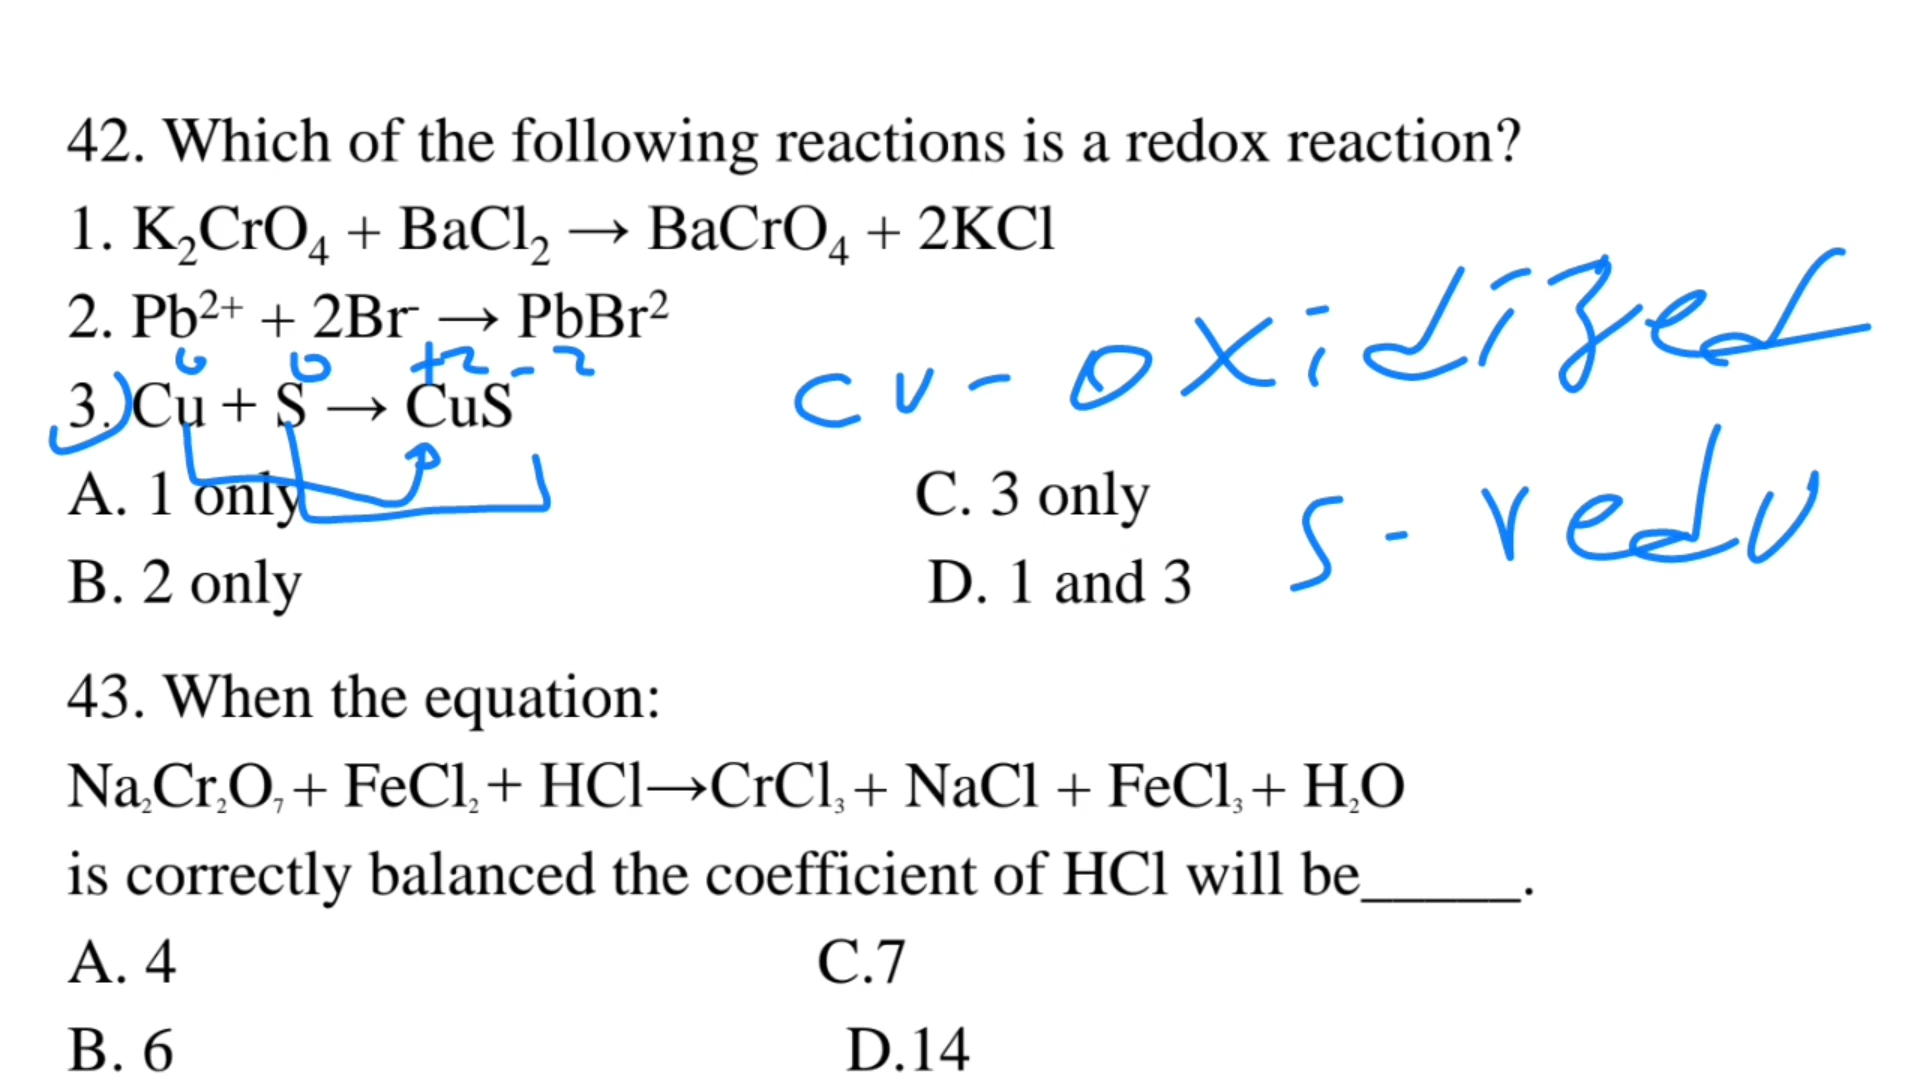 42. Which of the following reactions is a redox reaction?
1. K₂CrO₄ + BaCl₂ → BaCrO₄ + 2KCl
2. Pb²⁺ + 2Br⁻ → PbBr²
0 0 +2 -2
3. Cu + S → CuS
cu - oxidized
A. 1 only C. 3 only
S - redu
B. 2 only D. 1 and 3
43. When the equation:
Na₂Cr₂O₇ + FeCl₂ + HCl→CrCl₃ + NaCl + FeCl₃ + H₂O
is correctly balanced the coefficient of HCl will be_____.
A. 4 C.7
B. 6 D.14